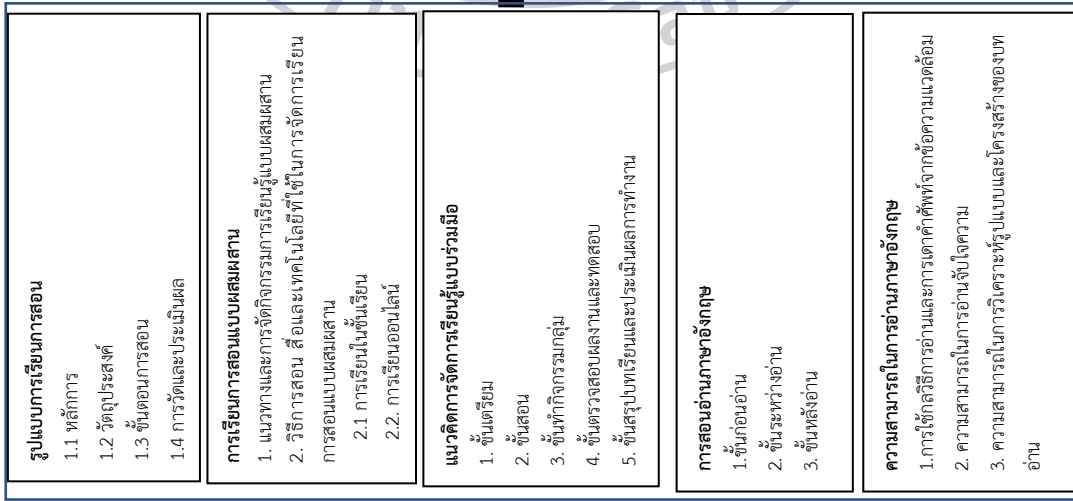 รูปแบบการเรียนการสอน
1.1 หลักการ
1.2 วัตถุประสงค์
1.3 ขั้นตอนการสอน
1.4 การวัดและประเมินผล
การเรียนการสอนแบบผสมผสาน
1. แนวทางและการจัดกิจกรรมการเรียนรู้แบบผสมผสาน
2. วิธีการสอน สื่อและเทคโนโลยีที่ใช้ในการจัดการเรียน
การสอนแบบผสมผสาน
2.1 การเรียนในชั้นเรียน
2.2. การเรียนออนไลน์
แนวคิดการจัดการเรียนรู้แบบร่วมมือ
1. ขั้นเตรียม
2. ขั้นสอน
3. ขั้นทำกิจกรรมกลุ่ม
4. ขั้นตรวจสอบผลงานและทดสอบ
5. ขั้นสรุปบทเรียนและประเมินผลการทำงาน
การสอนอ่านภาษาอังกฤษ
1.ขั้นก่อนอ่าน
2. ขั้นระหว่างอ่าน
3. ขั้นหลังอ่าน
ความสามารถในการอ่านภาษาอังกฤษ
1.การใช้กลวิธีการอ่านและการเดาคำศัพท์จากข้อความแวดล้อม
2. ความสามารถในการอ่านจับใจความ
3. ความสามารถในการวิเคราะห์รูปแบบและโครงสร้างของบท
อ่าน